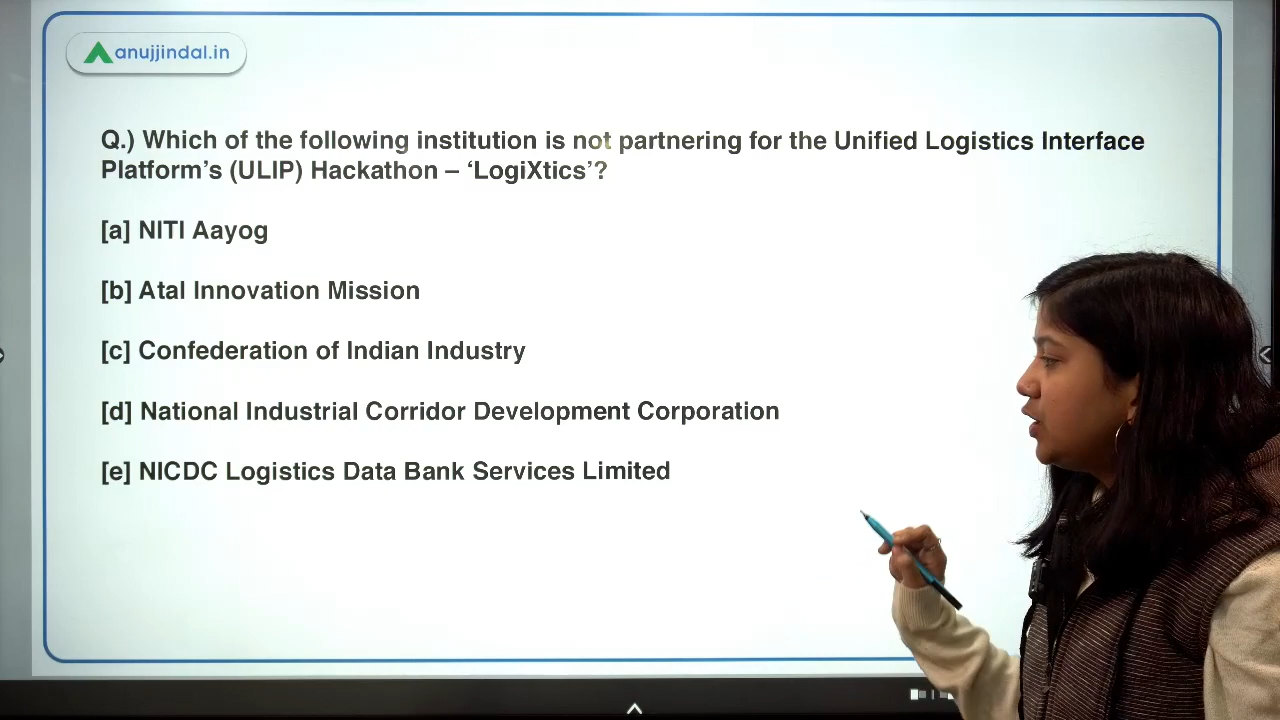 anujjindal.in
Q.) Which of the following institution is not partnering for the Unified Logistics Interface
Platform’s (ULIP) Hackathon – ‘LogiXtics’?
[a] NITI Aayog
[b] Atal Innovation Mission
[c] Confederation of Indian Industry
[d] National Industrial Corridor Development Corporation
[e] NICDC Logistics Data Bank Services Limited